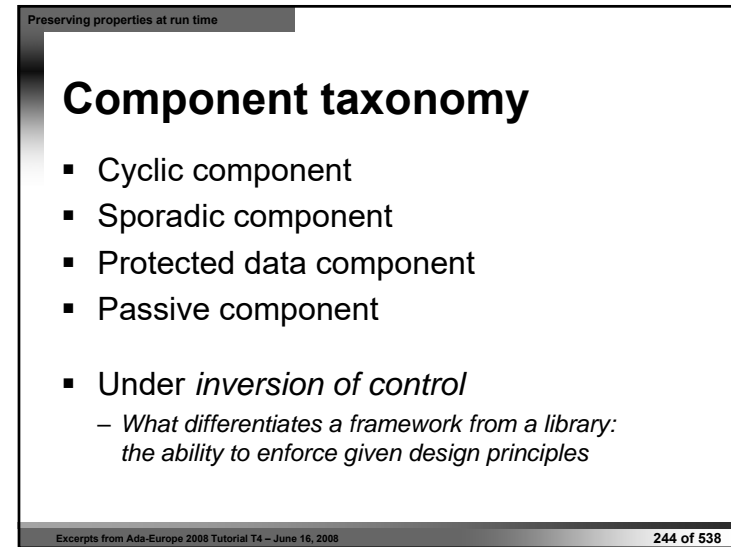 Preserving properties at run time
Component taxonomy
▪ Cyclic component
▪ Sporadic component
▪ Protected data component
▪ Passive component
▪ Under inversion of control
– What differentiates a framework from a library:
the ability to enforce given design principles
Excerpts from Ada-Europe 2008 Tutorial T4 – June 16, 2008
244 of 538